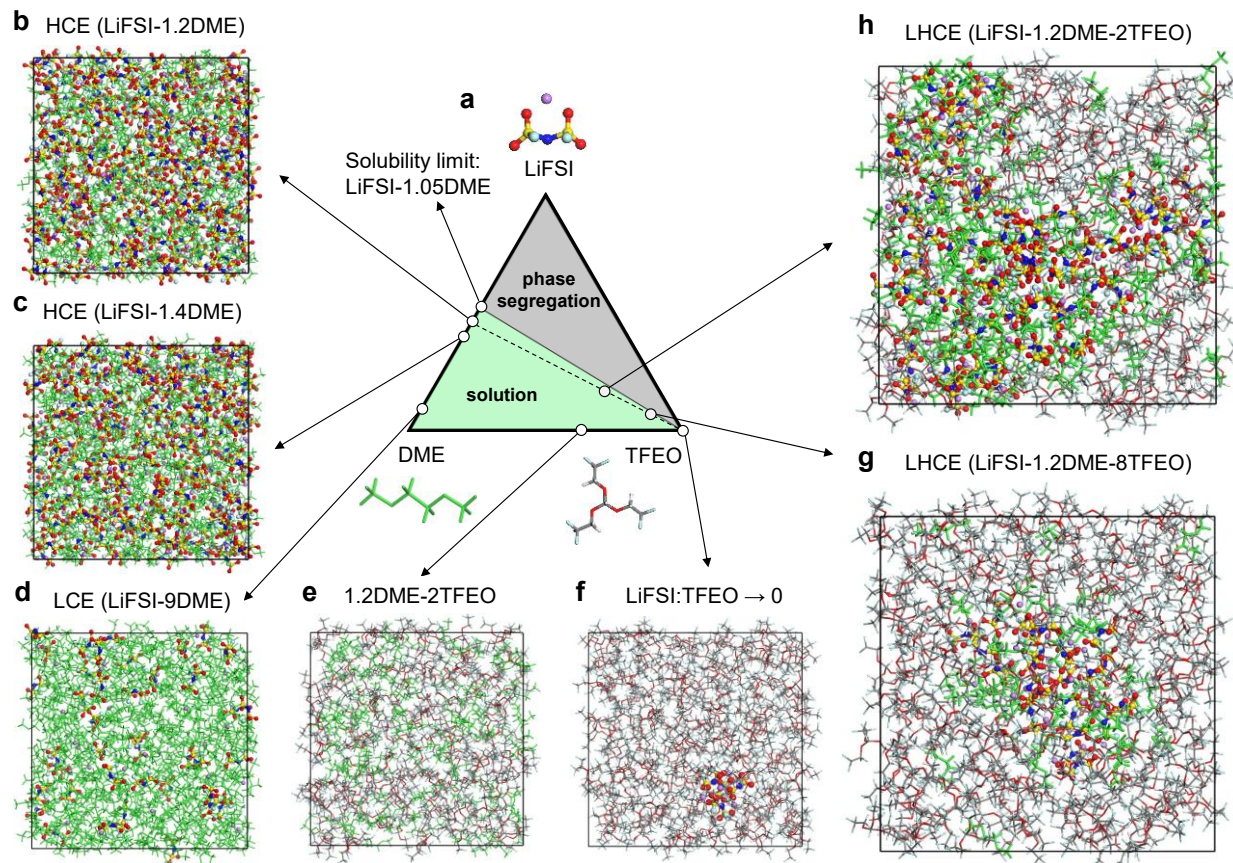 b
HCE (LiFSI-1.2DME)
a
LiFSI
Solubility limit:
LiFSI-1.05DME
phase
segregation
solution
DME
TFEO
h
LHCE (LiFSI-1.2DME-2TFEO)
c
HCE (LiFSI-1.4DME)
g
LHCE (LiFSI-1.2DME-8TFEO)
d
LCE (LiFSI-9DME)
e
1.2DME-2TFEO
f
LiFSI:TFEO → 0